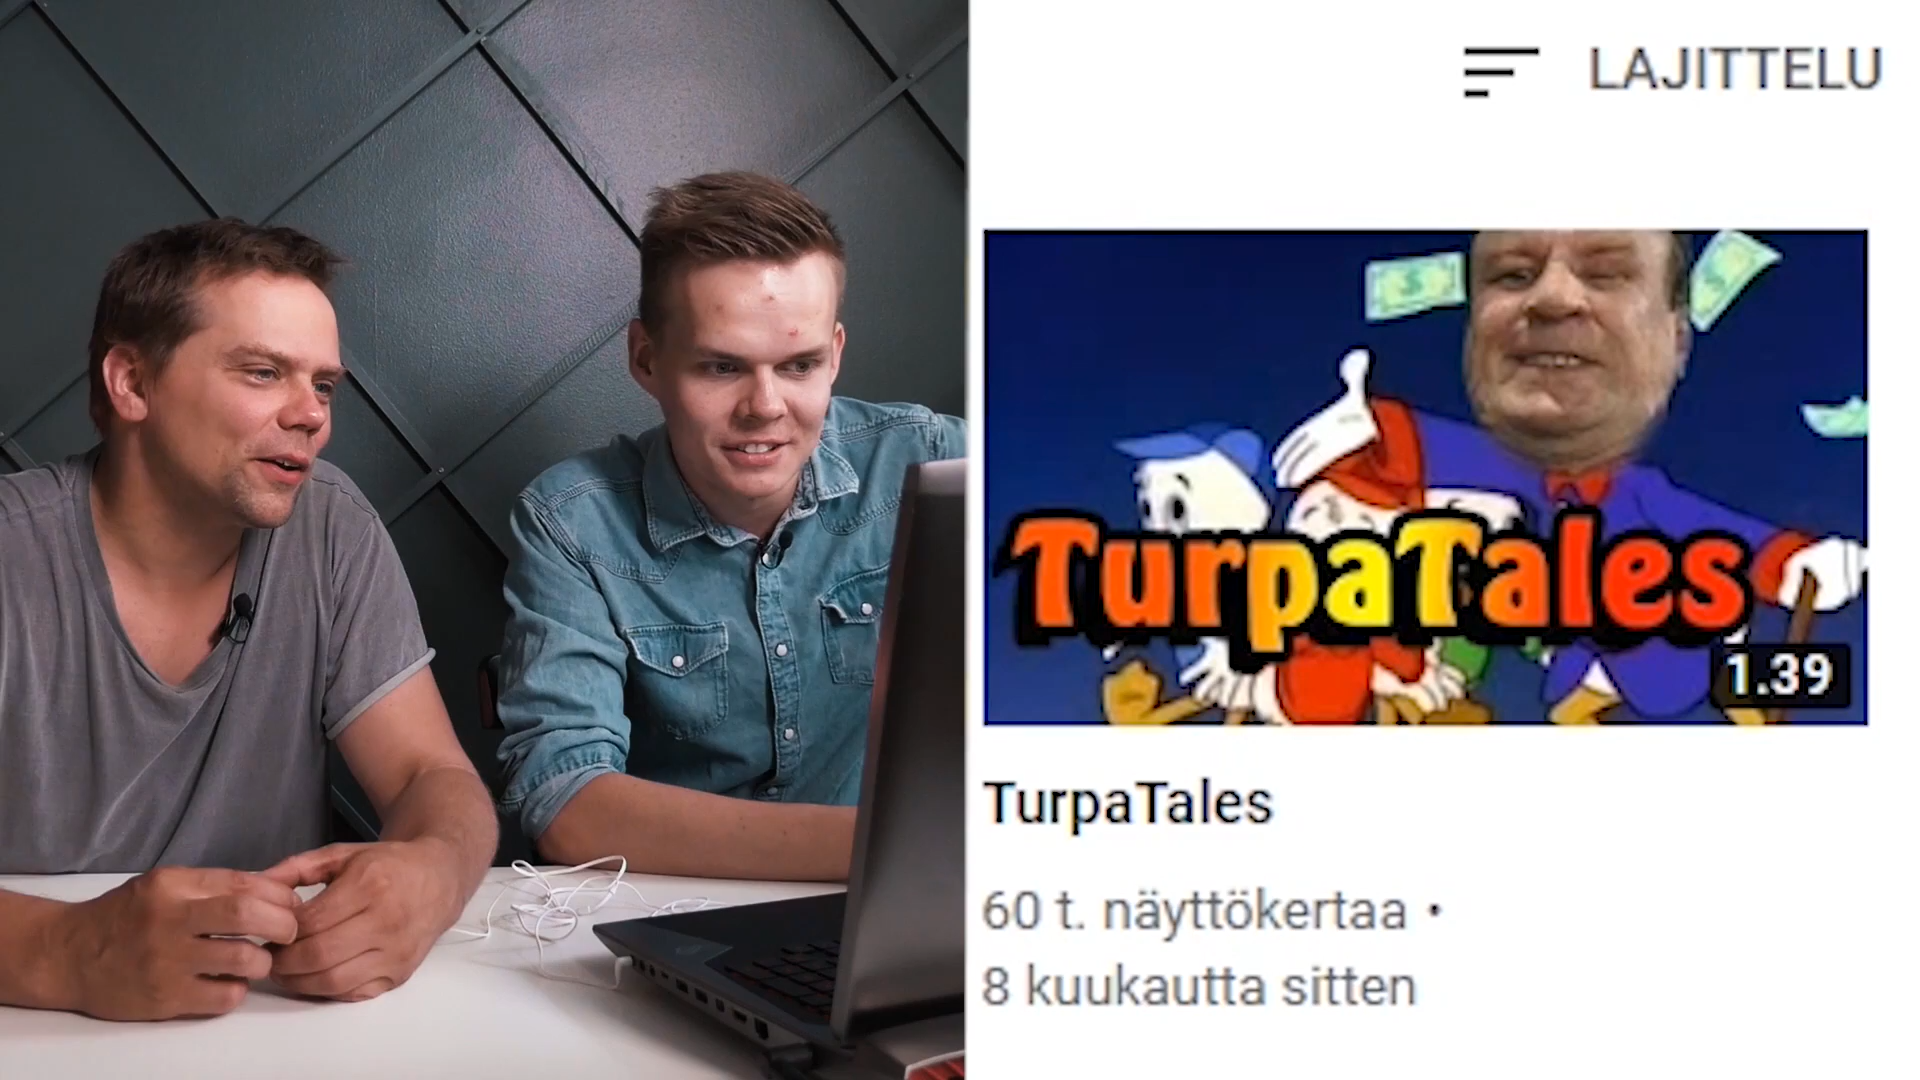 LAJITTELU
TurpaTales
1.39
TurpaTales
60 t. näyttökertaa •
8 kuukautta sitten